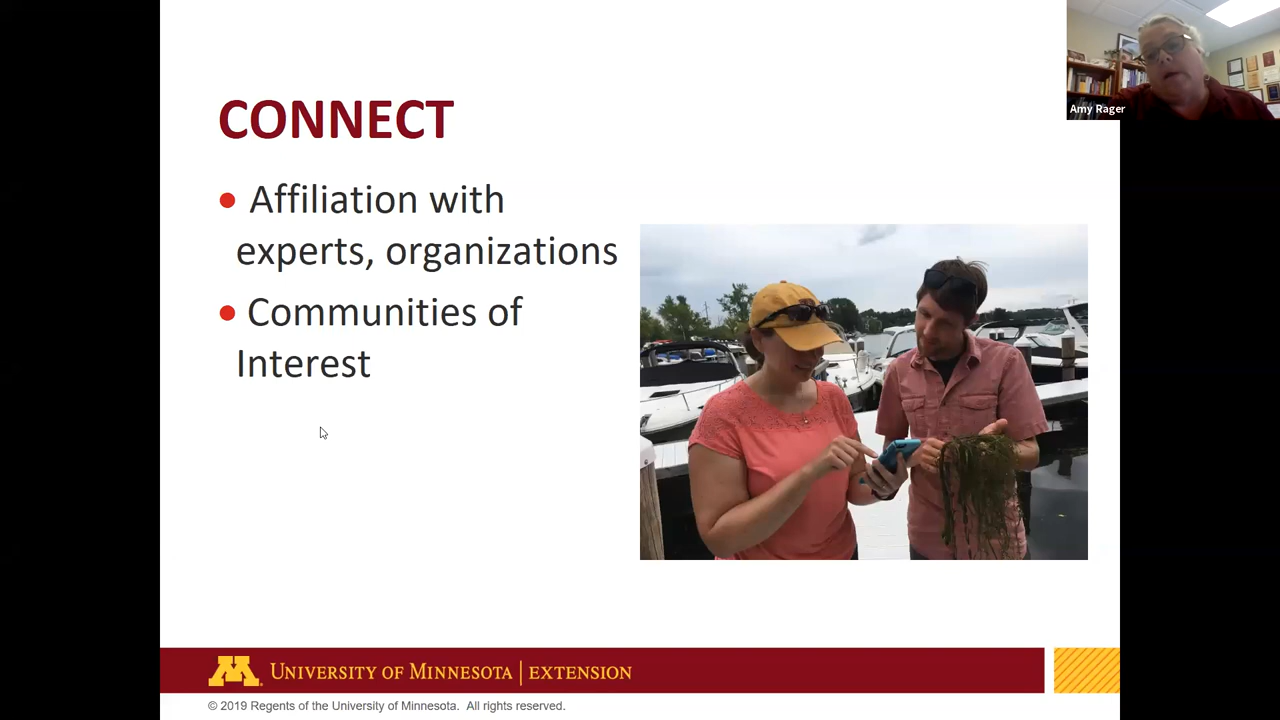 Amy Rager
CONNECT
• Affiliation with
experts, organizations
• Communities of
Interest
M UNIVERSITY OF MINNESOTA | EXTENSION
© 2019 Regents of the University of Minnesota. All rights reserved.